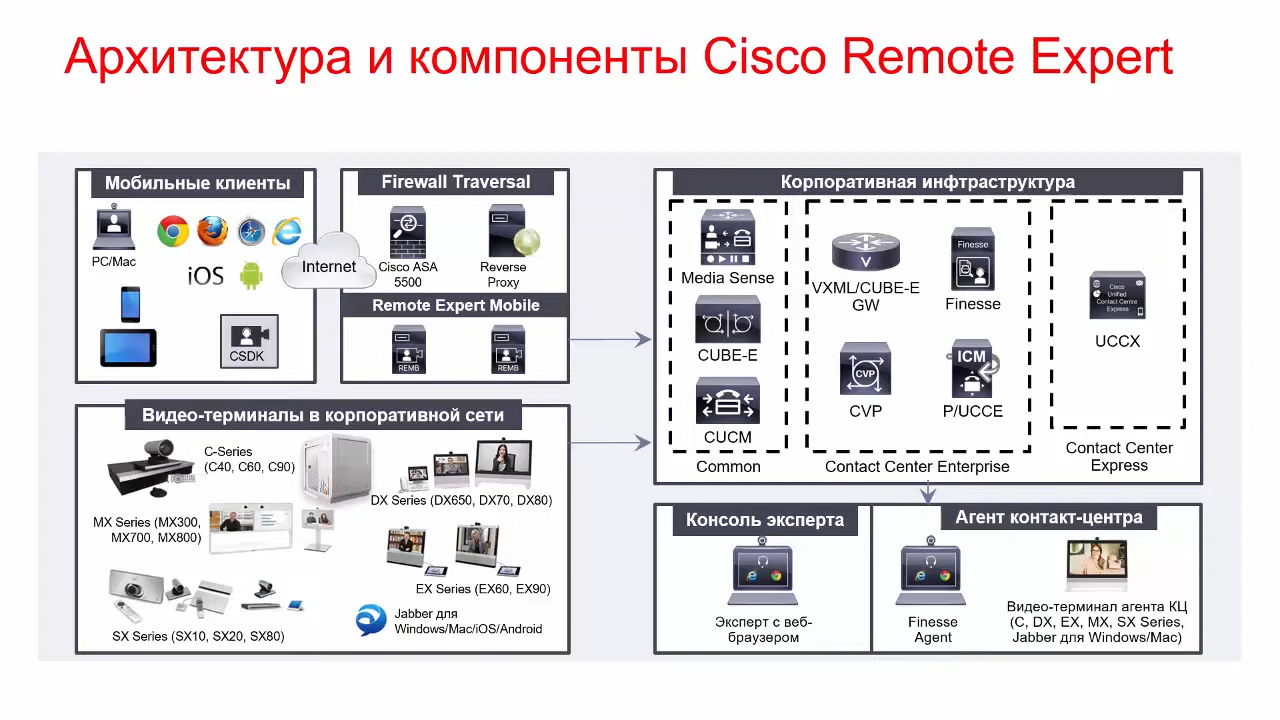 Архитектура и компоненты Cisco Remote Expert
Мобильные клиенты
PC/Mac
iOS
CSDK
Internet
Firewall Traversal
Cisco ASA
5500
Reverse
Proxy
Remote Expert Mobile
REMB
REMB
Видео-терминалы в корпоративной сети
C-Series
(C40, C60, C90)
DX Series (DX650, DX70, DX80)
MX Series (MX300,
MX700, MX800)
EX Series (EX60, EX90)
SX Series (SX10, SX20, SX80)
Jabber для
Windows/Mac/iOS/Android
Корпоративная инфтраструктура
Media Sense
CUBE-E
CUCM
Common
V
VXML/CUBE-E
GW
Finesse
Finesse
CVP
CVP
ICM
P/UCCE
Contact Center Enterprise
Cisco
Unified
Contact Centre
Express
UCCX
Contact Center
Express
Консоль эксперта
Эксперт с веб-
браузером
Агент контакт-центра
Finesse
Agent
Видео-терминал агента КЦ
(C, DX, EX, MX, SX Series,
Jabber для Windows/Mac)